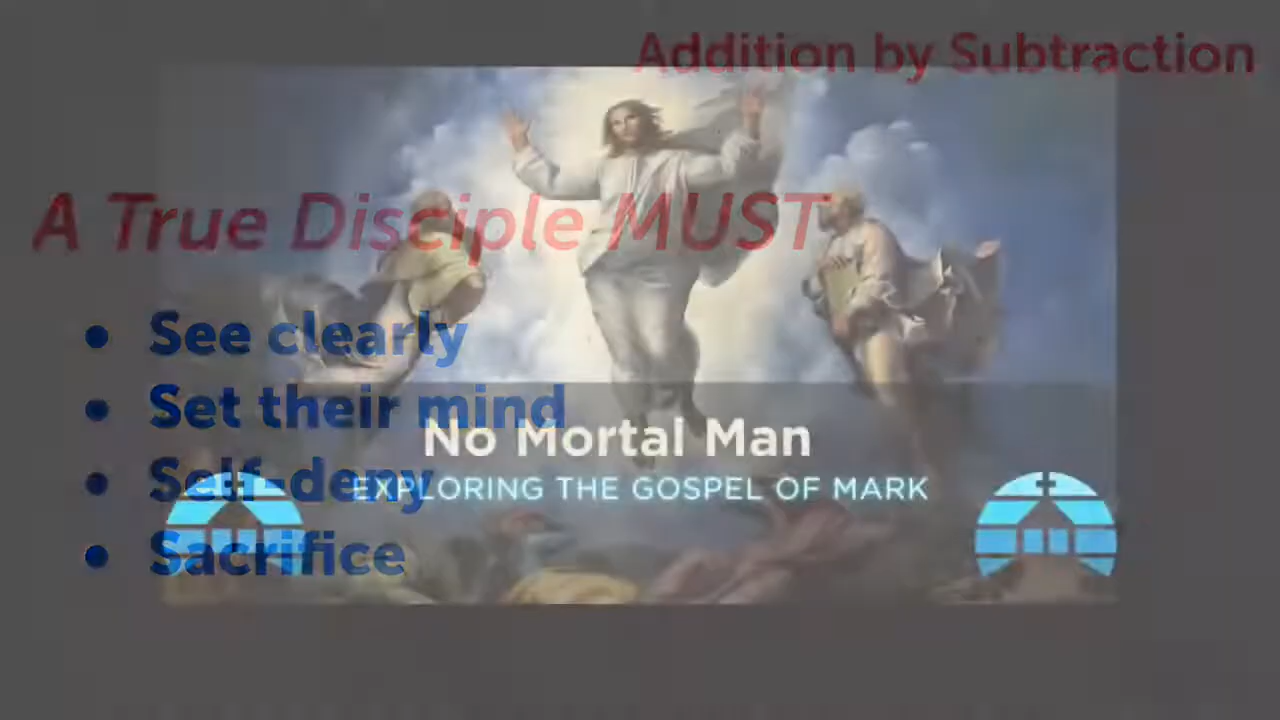 Addition by Subtraction
A True Disciple MUST
• See clearly
• Set their mind
• Self-deny
• Sacrifice
No Mortal Man
EXPLORING THE GOSPEL OF MARK